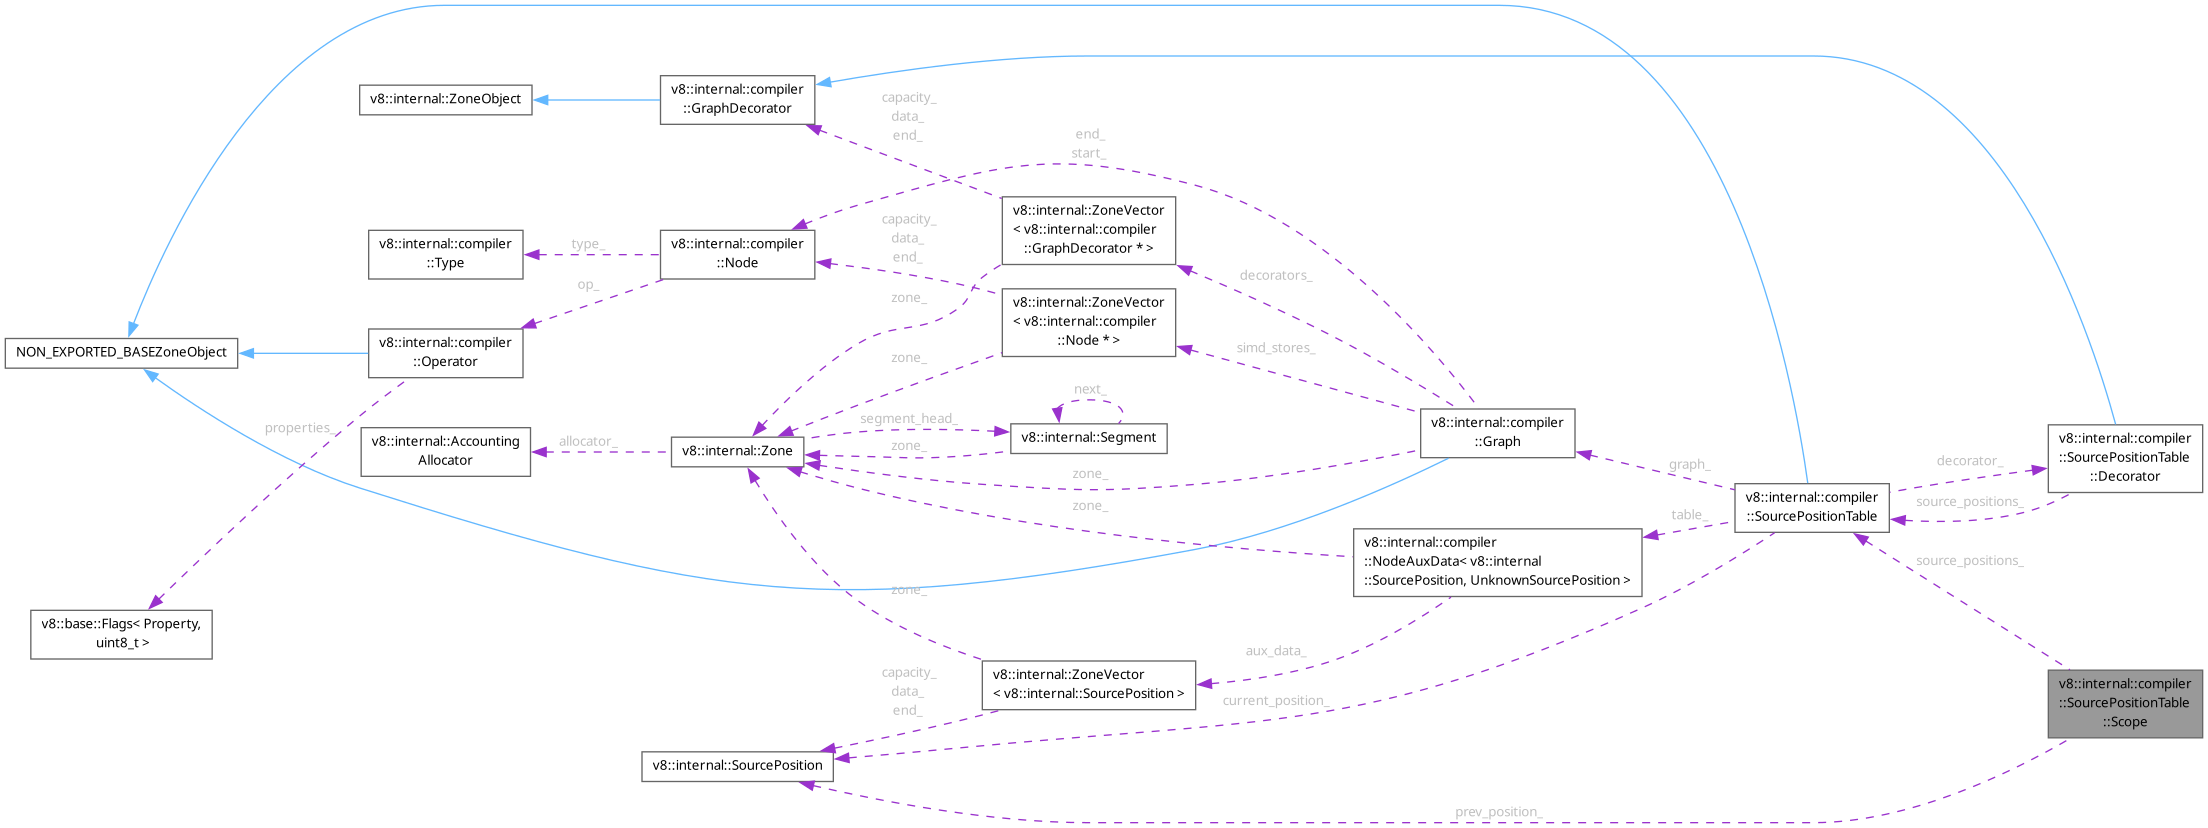 v8::internal::ZoneObject
v8::internal::compiler
::GraphDecorator
capacity_
data_
end_
end_
start_
v8::internal::ZoneVector
< v8::internal::compiler
::GraphDecorator * >
v8::internal::compiler
::Type
type_
v8::internal::compiler
::Node
capacity_
data_
end_
op_
zone_
decorators_
v8::internal::ZoneVector
< v8::internal::compiler
::Node * >
NON_EXPORTED_BASEZoneObject
v8::internal::compiler
::Operator
zone_
simd_stores_
next_
properties_
v8::internal::Accounting
Allocator
allocator_
v8::internal::Zone
segment_head_
zone_
v8::internal::Segment
v8::internal::compiler
::Graph
zone_
zone_
graph_
decorator_
source_positions_
v8::internal::compiler
::SourcePositionTable
::Decorator
v8::internal::compiler
::SourcePositionTable
table_
v8::internal::compiler
::NodeAuxData< v8::internal
::SourcePosition, UnknownSourcePosition >
source_positions_
zone_
v8::base::Flags< Property,
uint8_t >
aux_data_
v8::internal::ZoneVector
< v8::internal::SourcePosition >
capacity_
data_
end_
current_position_
v8::internal::compiler
::SourcePositionTable
::Scope
v8::internal::SourcePosition
prev_position_